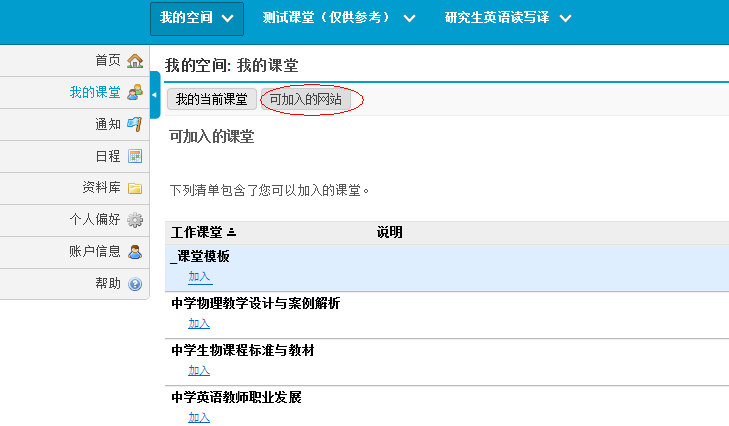 我的空间 测试课堂（仅供参考） 研究生英语读写译
首页
我的课堂
通知
日程
资料库
个人偏好
账户信息
帮助
我的空间: 我的课堂
我的当前课堂 可加入的网站
可加入的课堂
下列清单包含了您可以加入的课堂。
工作课堂 说明
_课堂模板
加入
中学物理教学设计与案例解析
加入
中学生物课程标准与教材
加入
中学英语教师职业发展
加入